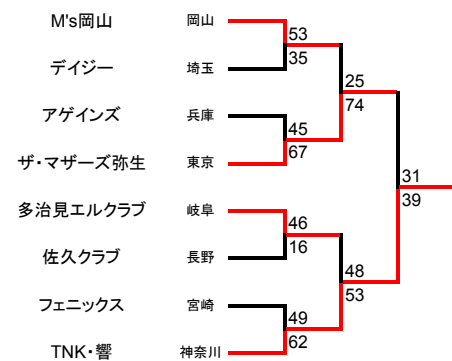 M's岡山 岡山 53
デイジー 埼玉 35
25
アゲインズ 兵庫 45
74
ザ・マザーズ弥生 東京 67
31
39
多治見エルクラブ 岐阜 46
佐久クラブ 長野 16
48
フェニックス 宮崎 49
53
TNK・響 神奈川 62